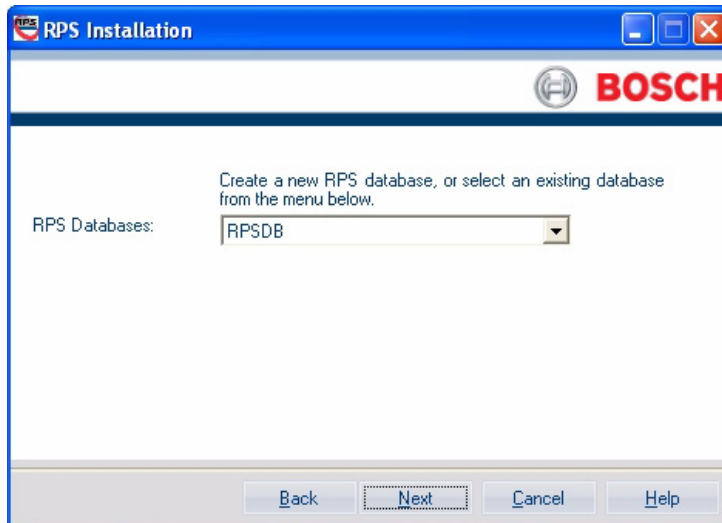 RPS
RPS Installation
BOSCH
Create a new RPS database, or select an existing database
from the menu below.
RPS Databases:
RPSDB
Back
Next
Cancel
Help